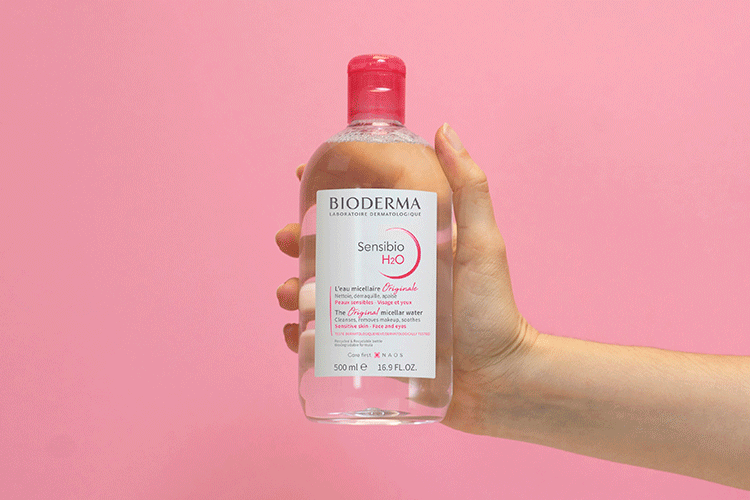 BIODERMA
LABORATOIRE DERMATOLOGIQUE
Sensibio
H2O
L'eau micellaire Originale
Nettoie, démaquille, apaise
Peaux sensibles - Visage et yeux
The Original micellar water
Cleanses, removes makeup, soothes
Sensitive skin - Face and eyes
Care first NAOS
500 ml ℮ 16.9 FL.OZ.